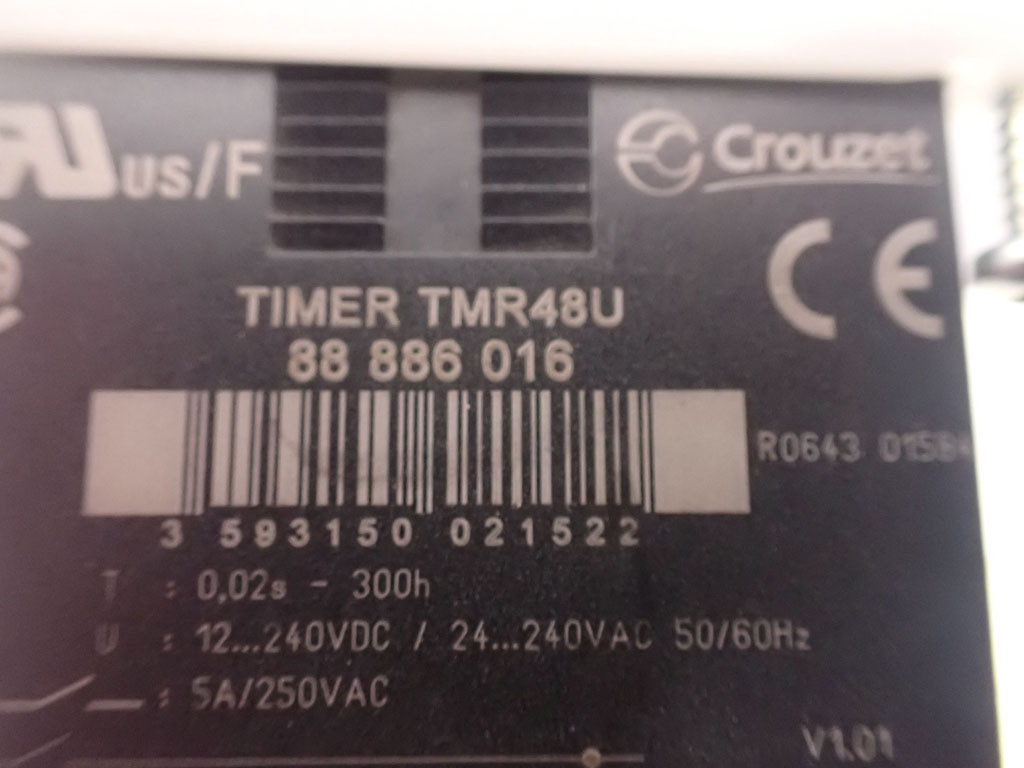 us/F
Crouzet
CE
TIMER TMR48U
88 886 016
R0643
3 593150 021522
T : 0,02s - 300h
U : 12...240VDC / 24...240VAC 50/60Hz
: 5A/250VAC
V1.01